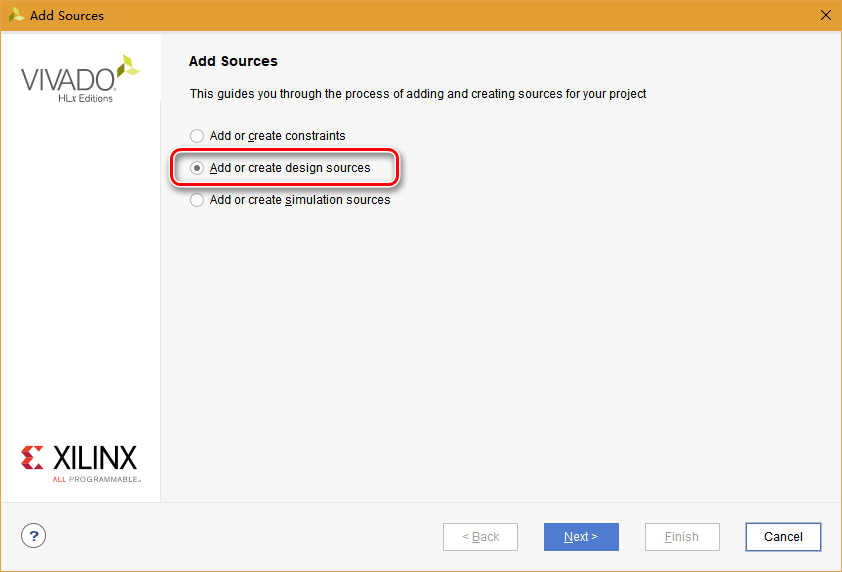 Add Sources
VIVADO
HLx Editions
Add Sources
This guides you through the process of adding and creating sources for your project
Add or create constraints
Add or create design sources
Add or create simulation sources
XILINX
ALL PROGRAMMABLE™
?
< Back
Next >
Finish
Cancel